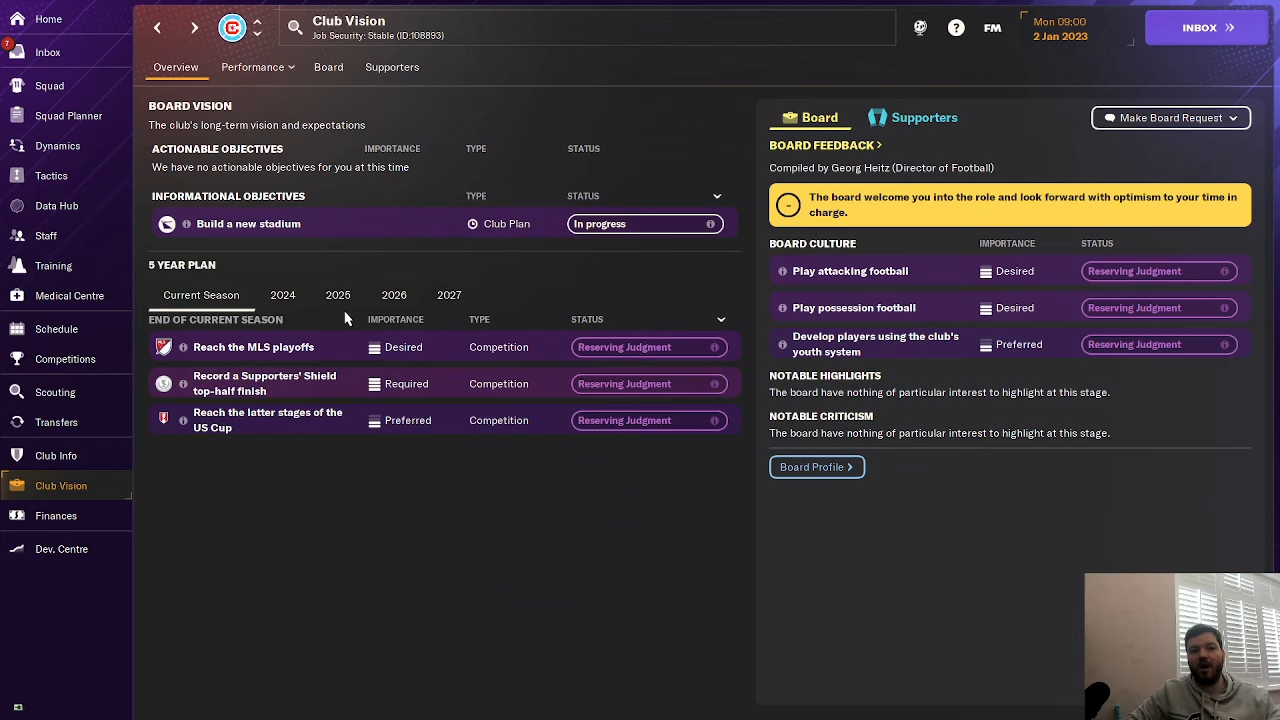 Home
7
Inbox
Squad
Squad Planner
Dynamics
Tactics
Data Hub
Staff
Training
Medical Centre
Schedule
Competitions
Scouting
Transfers
Club Info
Club Vision
Finances
Dev. Centre
Club Vision
Job Security: Stable (ID:108893)
FM
Mon 09:00
2 Jan 2023
INBOX
Overview
Performance
Board
Supporters
BOARD VISION
The club's long-term vision and expectations
ACTIONABLE OBJECTIVES IMPORTANCE TYPE STATUS
We have no actionable objectives for you at this time
INFORMATIONAL OBJECTIVES TYPE STATUS
Build a new stadium Club Plan In progress
5 YEAR PLAN
Current Season 2024 2025 2026 2027
END OF CURRENT SEASON IMPORTANCE TYPE STATUS
Reach the MLS playoffs Desired Competition Reserving Judgment
Record a Supporters' Shield
top-half finish Required Competition Reserving Judgment
Reach the latter stages of the
US Cup Preferred Competition Reserving Judgment
Board Supporters Make Board Request
BOARD FEEDBACK >
Compiled by Georg Heitz (Director of Football)
The board welcome you into the role and look forward with optimism to your time in
charge.
BOARD CULTURE IMPORTANCE STATUS
Play attacking football Desired Reserving Judgment
Play possession football Desired Reserving Judgment
Develop players using the club's
youth system Preferred Reserving Judgment
NOTABLE HIGHLIGHTS
The board have nothing of particular interest to highlight at this stage.
NOTABLE CRITICISM
The board have nothing of particular interest to highlight at this stage.
Board Profile >